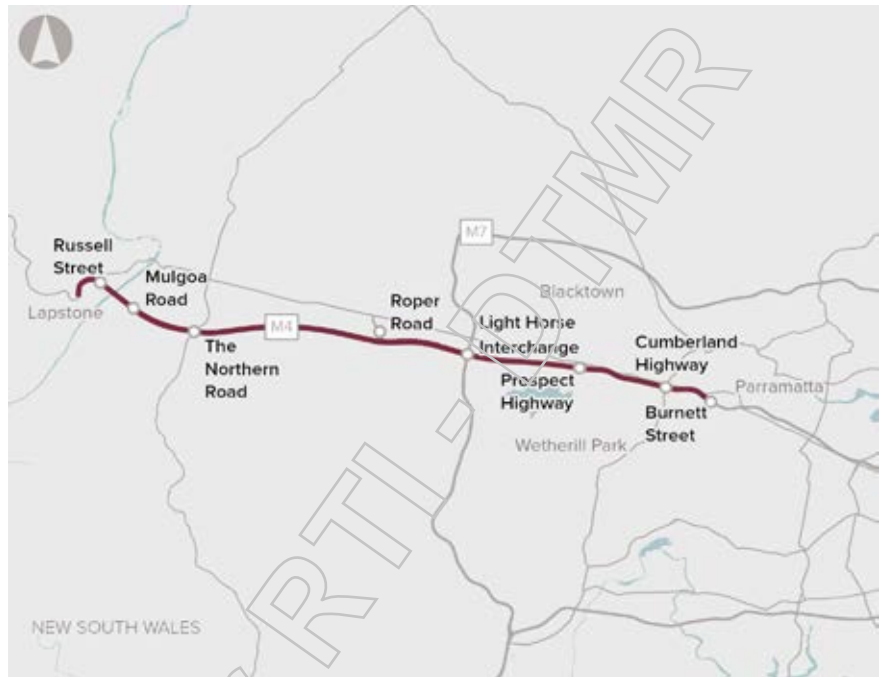 M7
Russell
Street
Mulgoa
Road
Blacktown
Lapstone
Roper
Road
M4
Light Horse
Interchange
The
Northern
Road
Cumberland
Highway
Prospect
Highway
Parramatta
Burnett
Street
Wetherill Park
NEW SOUTH WALES
RTI-DTMR